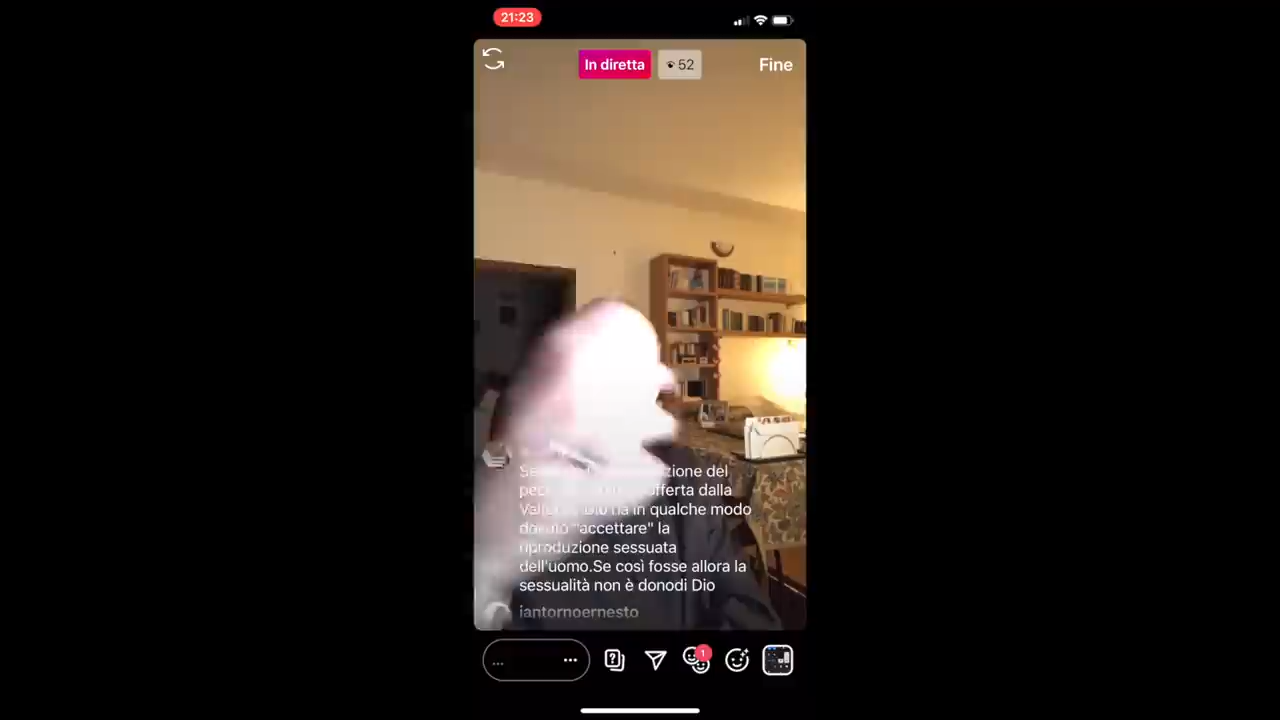 21:23
In diretta
52
Fine
zione del
offerta dalla
ha in qualche modo
"accettare" la
riproduzione sessuata
dell'uomo.Se così fosse allora la
sessualità non è donodi Dio
iantornoernesto
...
1